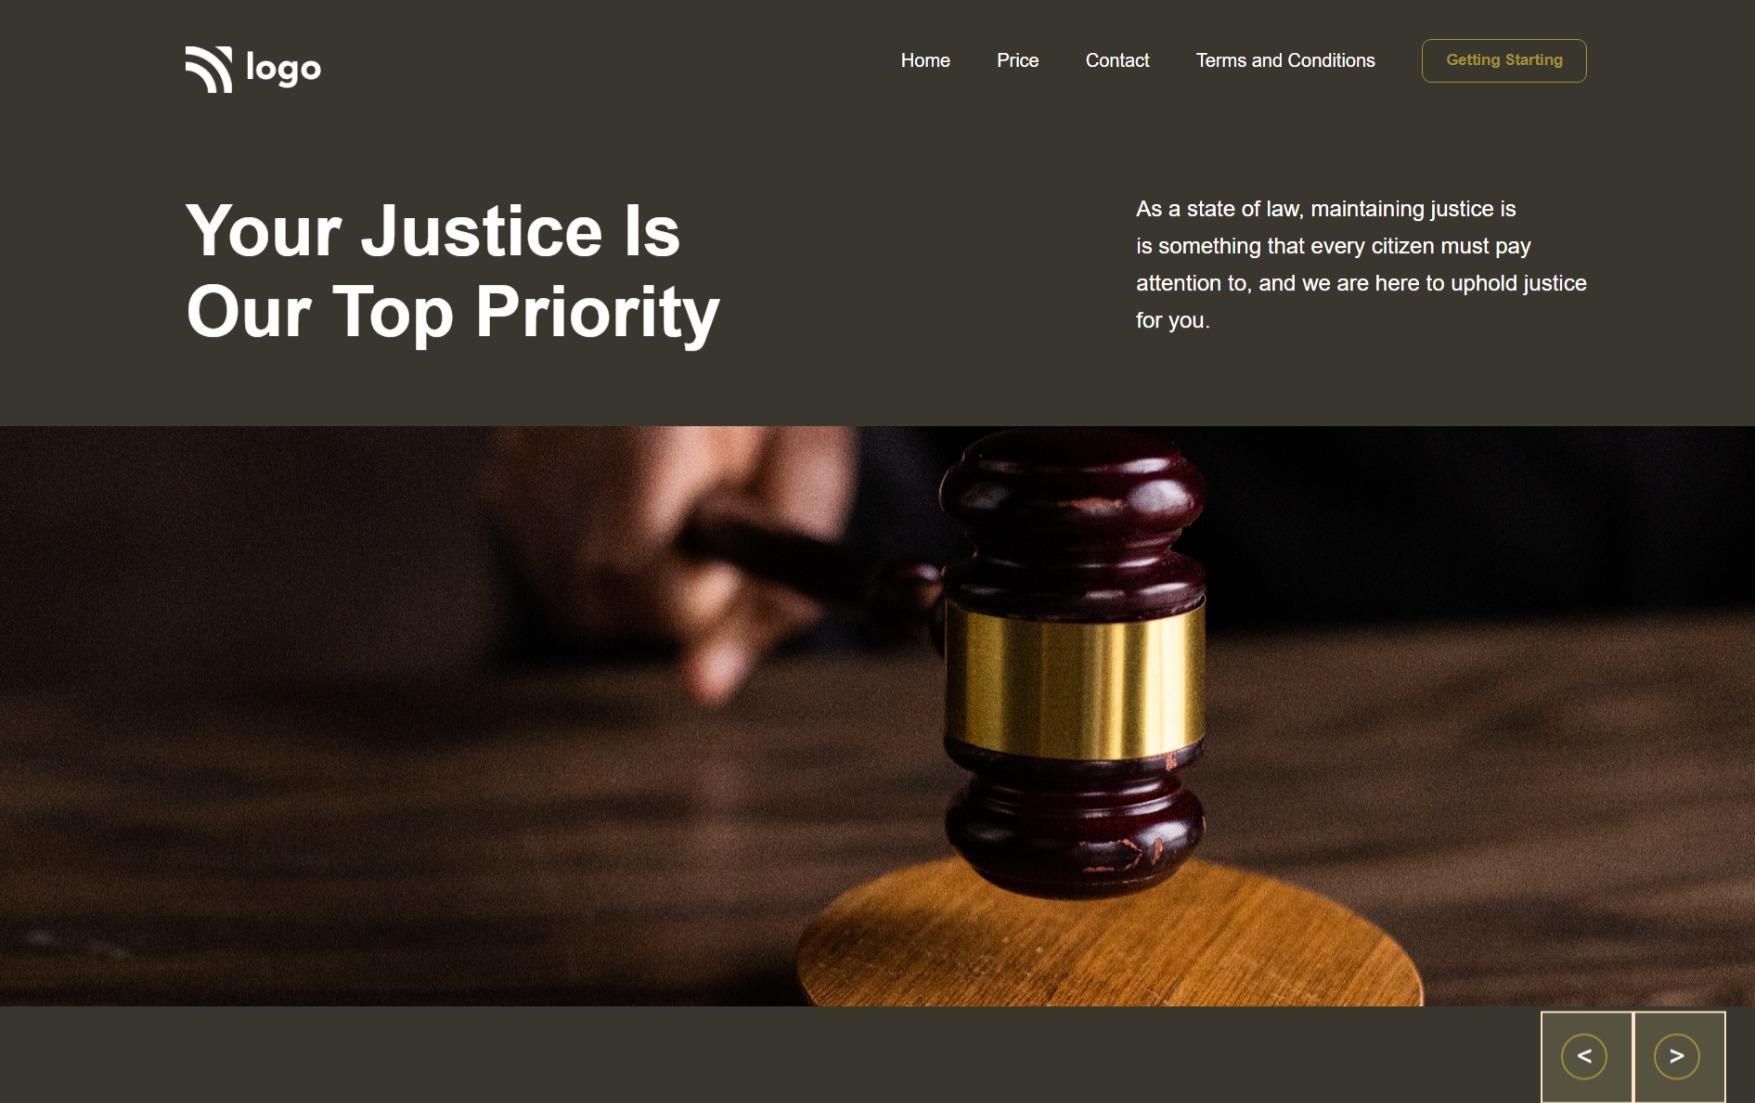 logo
Home
Price
Contact
Terms and Conditions
Getting Starting
Your Justice Is
Our Top Priority
As a state of law, maintaining justice is
is something that every citizen must pay
attention to, and we are here to uphold justice
for you.
< >